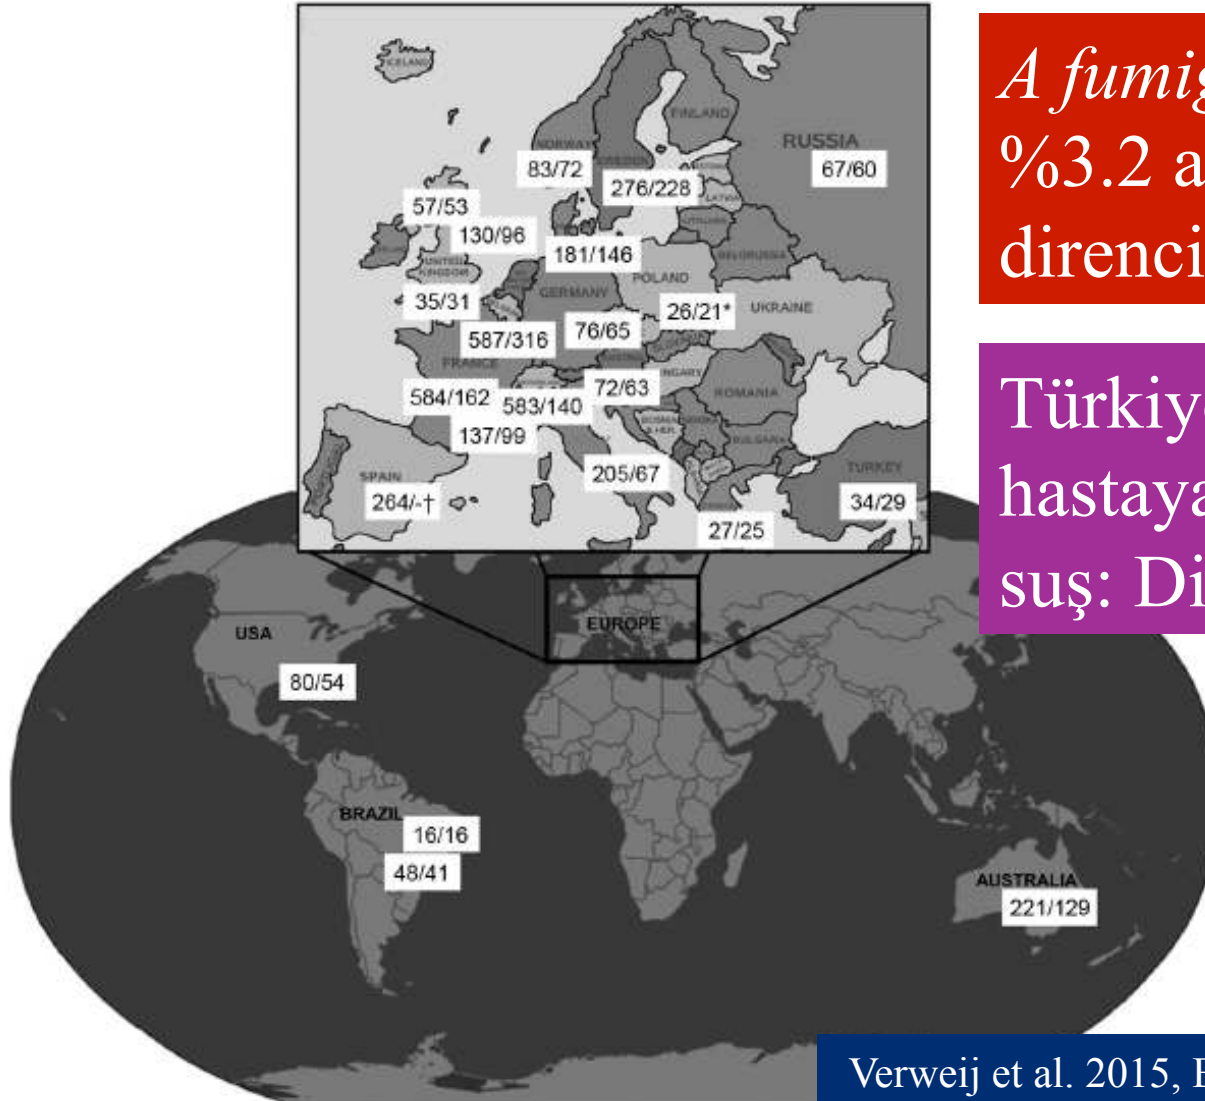 A fumig
%3.2 a
direnci
Türkiye
hastaya
suş: Di
ICELAND
NORWAY
SWEDEN
FINLAND
RUSSIA
83/72
276/228
67/60
57/53
130/96
181/146
LATVIA
BELORUSSIA
UNITED
KINGDOM
POLAND
GERMANY
UKRAINE
35/31
587/316
76/65
26/21*
FRANCE
584/162
583/140
72/63
137/99
ROMANIA
BULGARIA
205/67
SPAIN
264/-†
TURKEY
34/29
27/25
USA
EUROPE
80/54
BRAZIL
16/16
48/41
AUSTRALIA
221/129
Verweij et al. 2015, E